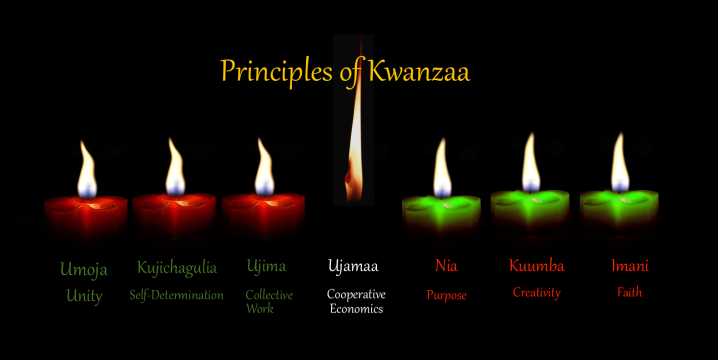 Principles of Kwanzaa
Umoja
Unity
Kujichagulia
Self-Determination
Ujima
Collective
Work
Ujamaa
Cooperative
Economics
Nia
Purpose
Kuumba
Creativity
Imani
Faith